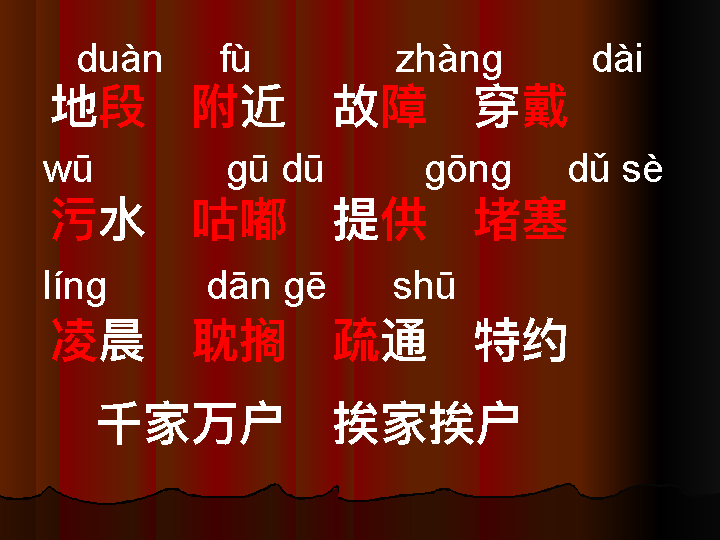 duàn fù zhàng dài
地段 附近 故障 穿戴
wū gū dū gōng dǔ sè
污水 咕嘟 提供 堵塞
líng dān gē shū
凌晨 耽搁 疏通 特约
千家万户 挨家挨户